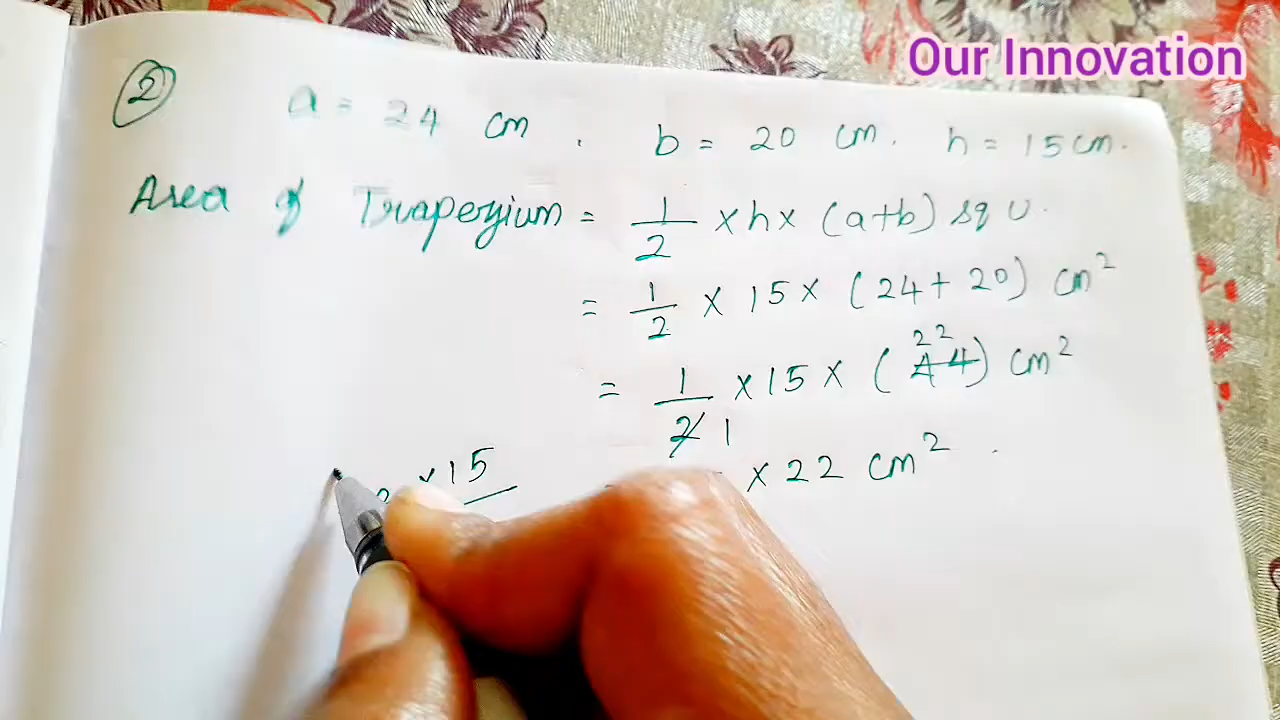 Our Innovation
2 a = 24 cm . b = 20 cm. h = 15 cm.
Area of Trapezium = 1/2 × h × (a+b) sq u.
= 1/2 × 15 × (24 + 20) cm²
= 1/2 1 × 15 × (44 22) cm²
× 15
× 22 cm²